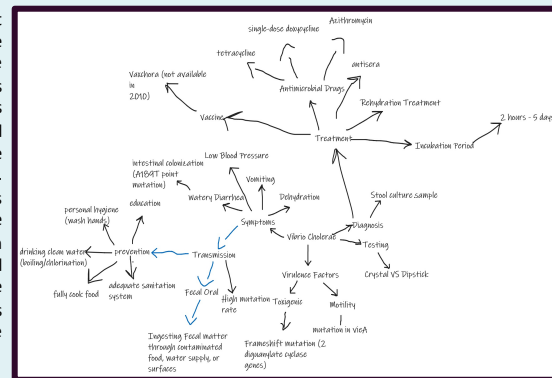 Azithromycin
single-dose doxycycline
tetracycline
antisera
Vaxchora (not available
in
2010)
Antimicrobial Drugs
Rehydration Treatment
2 hours - 5 days
Vaccine
Treatment
Incubation Period
Low Blood Pressure
intestinal colonization
(A189T point
mutation)
Vomiting
Watery Diarrhea
Dehydration
Stool culture sample
education
personal hygiene
(wash hands)
Symptoms
Diagnosis
Vibrio Cholerae
Testing
drinking clean water
(boiling/chlorination)
prevention
Transmission
Crystal VS Dipstick
Virulence Factors
fully cook food
adequate sanitation
system
Fecal Oral
High mutation
rate
Toxigenic
Motility
mutation in vieA
Ingesting Fecal matter
through contaminated
food, water supply, or
surfaces
Frameshift mutation (2
diguanylate cyclase
genes)